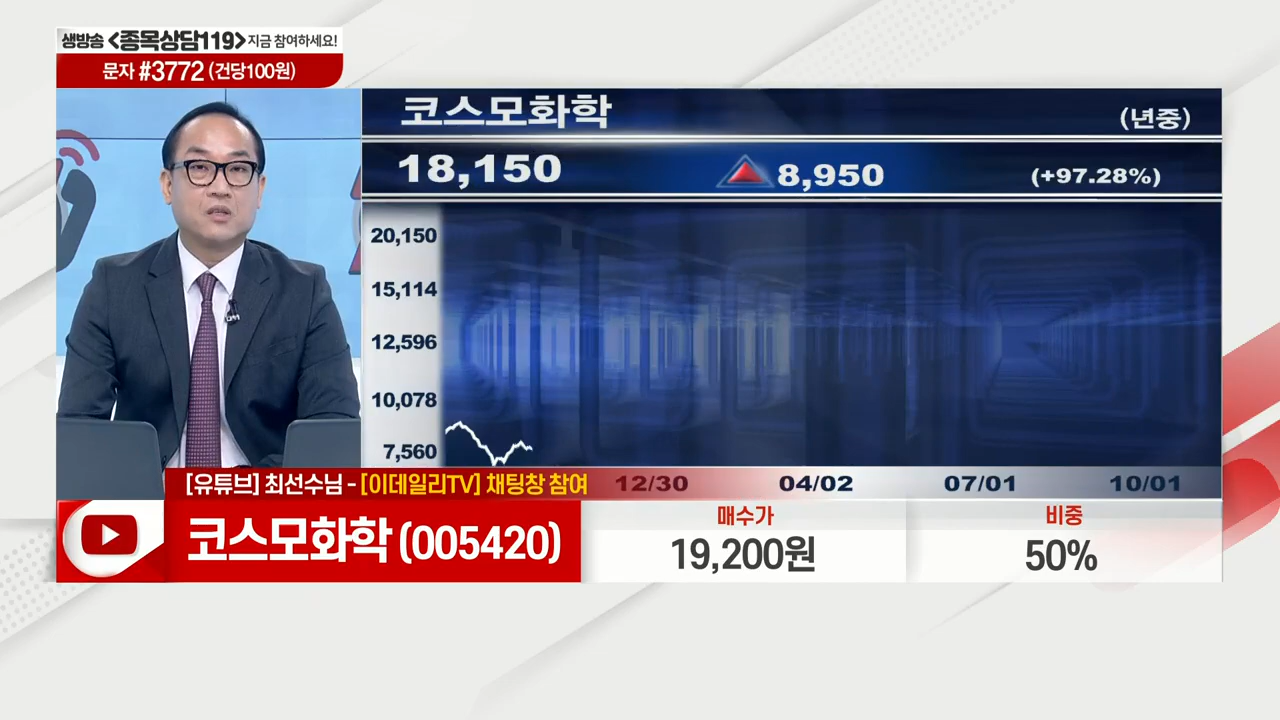 생방송 <종목상담119> 지금 참여하세요!
문자 #3772 (건당100원)
코스모화학 (년중)
18,150 8,950 (+97.28%)
20,150
15,114
12,596
10,078
7,560
12/30 04/02 07/01 10/01
[유튜브] 최선수님 - [이데일리TV] 채팅창 참여
코스모화학 (005420)
매수가 비중
19,200원 50%